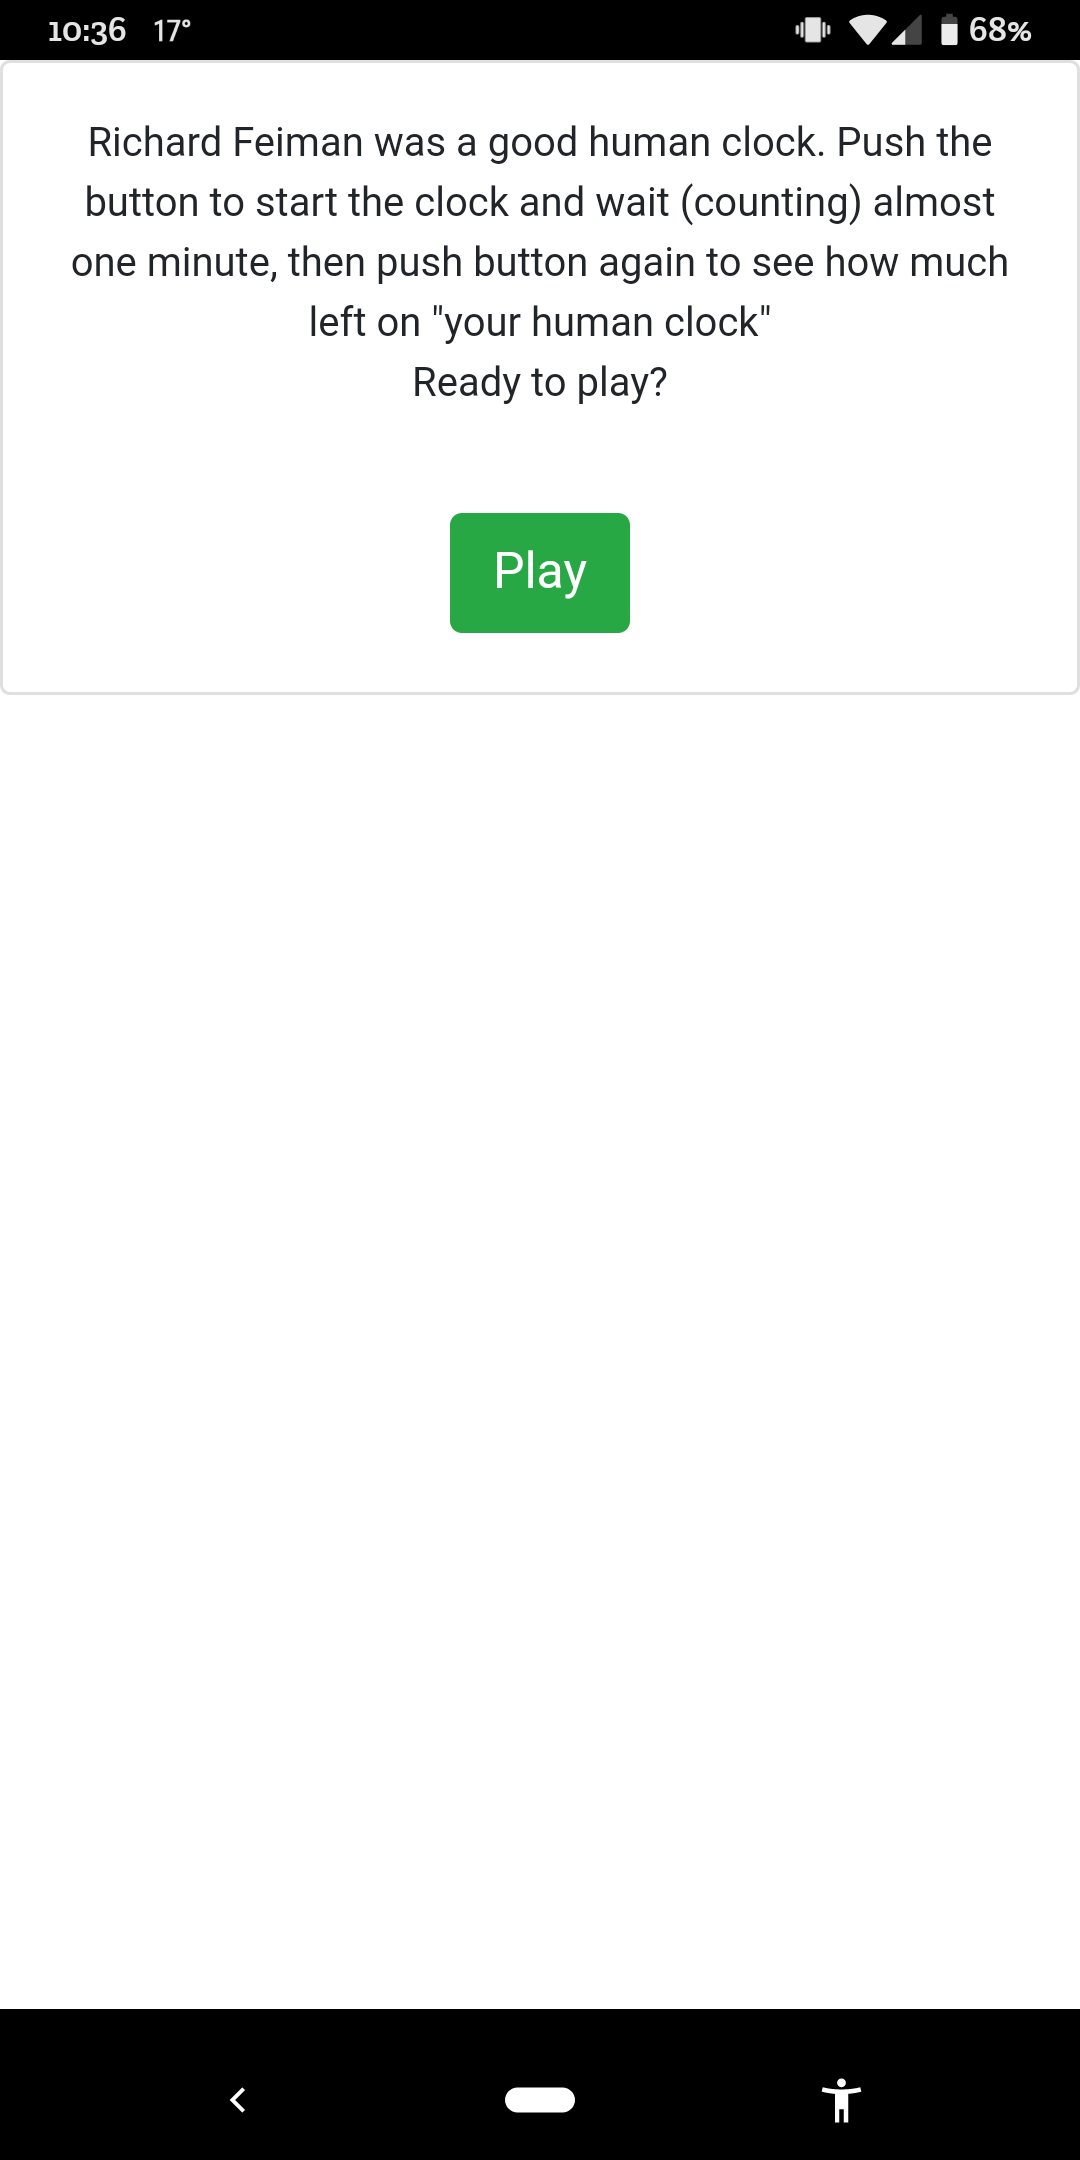 10:36 17° 68%
Richard Feiman was a good human clock. Push the
button to start the clock and wait (counting) almost
one minute, then push button again to see how much
left on "your human clock"
Ready to play?
Play